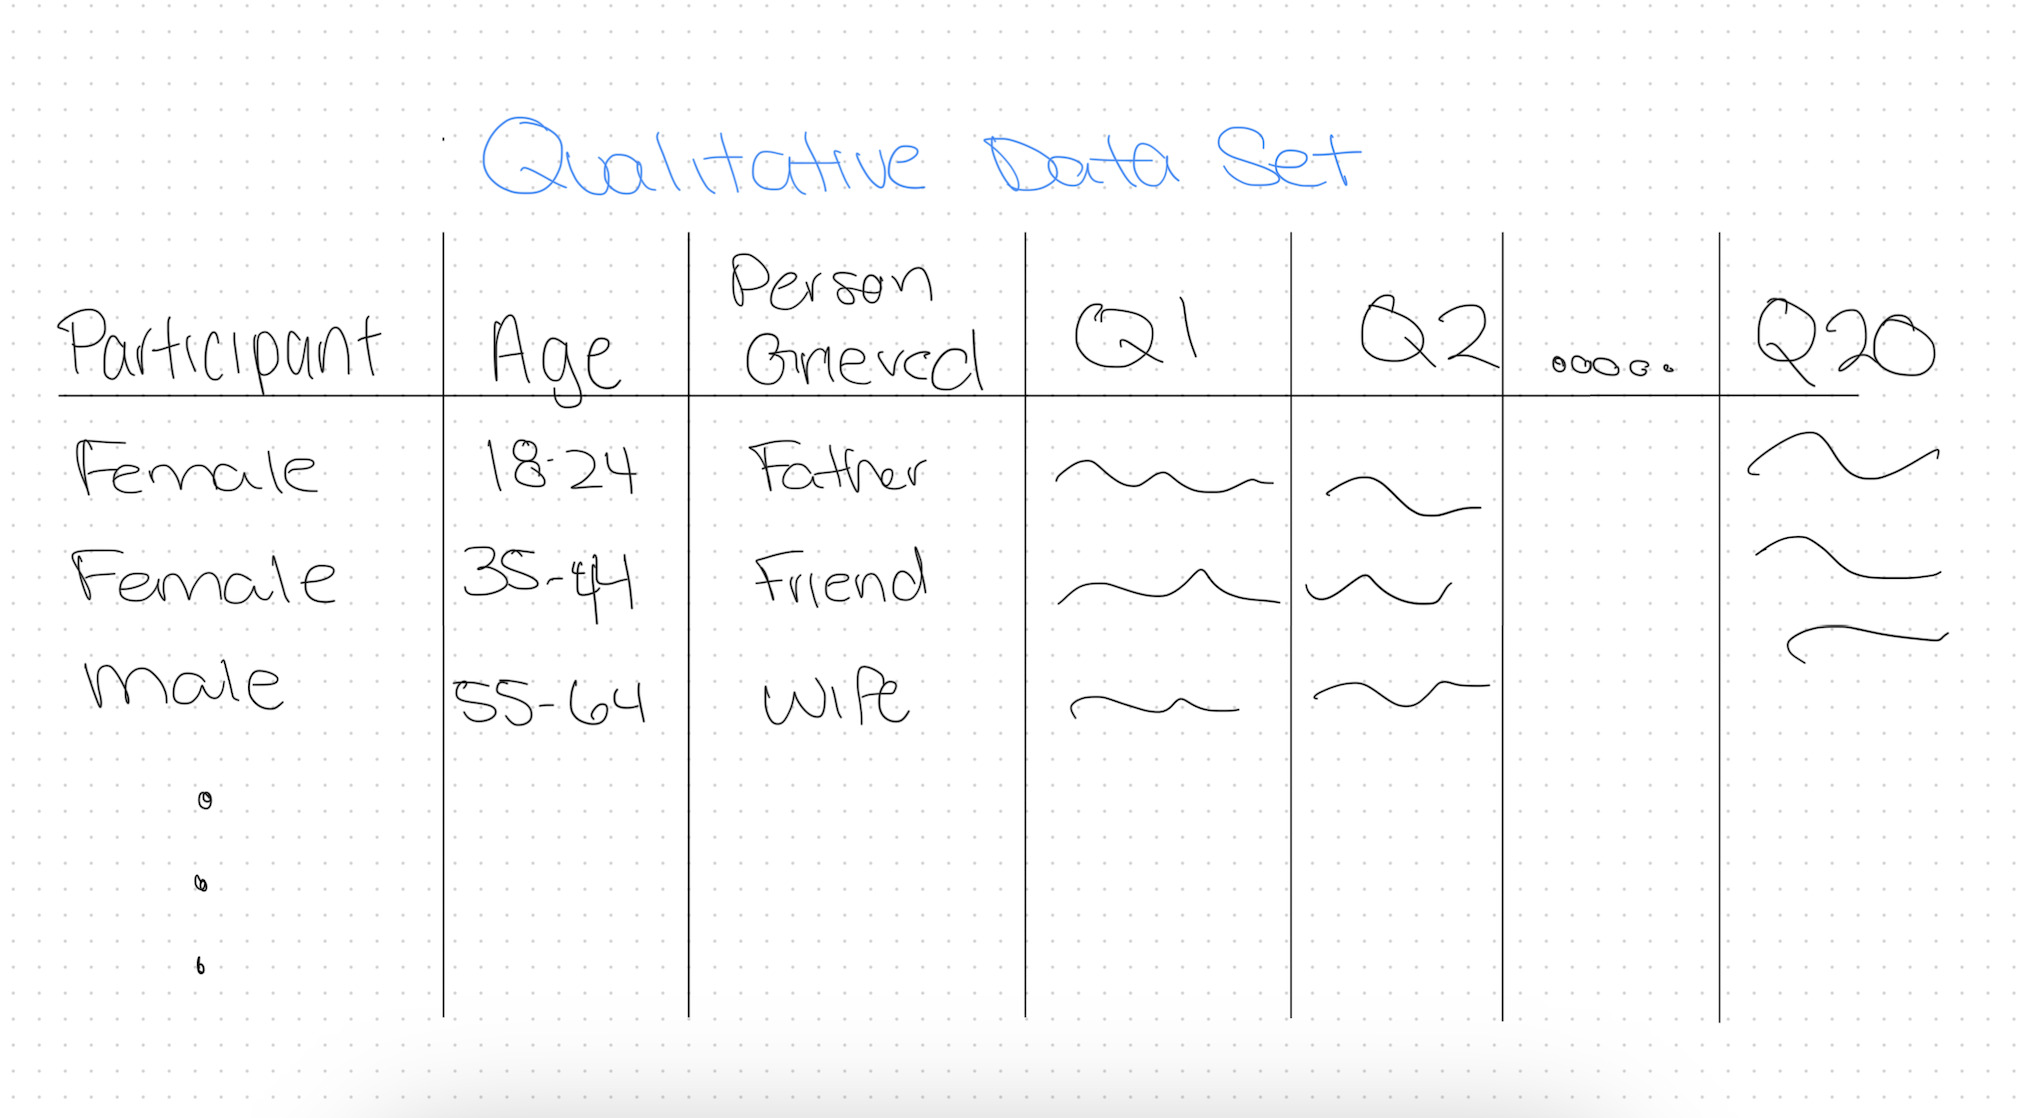 Qualitative Data Set
Participant Age Person Grieved Q1 Q2 ..... Q20
Female 18-24 Father
Female 35-44 Friend
Male 55-64 Wife